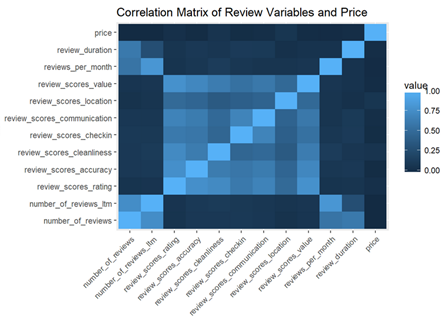 Correlation Matrix of Review Variables and Price
price
review_duration
reviews_per_month
review_scores_value
review_scores_location
review_scores_communication
review_scores_checkin
review_scores_cleanliness
review_scores_accuracy
review_scores_rating
number_of_reviews_ltm
number_of_reviews
number_of_reviews
number_of_reviews_ltm
review_scores_rating
review_scores_accuracy
review_scores_cleanliness
review_scores_checkin
review_scores_communication
review_scores_location
review_scores_value
reviews_per_month
review_duration
price
value
1.00
0.75
0.50
0.25
0.00